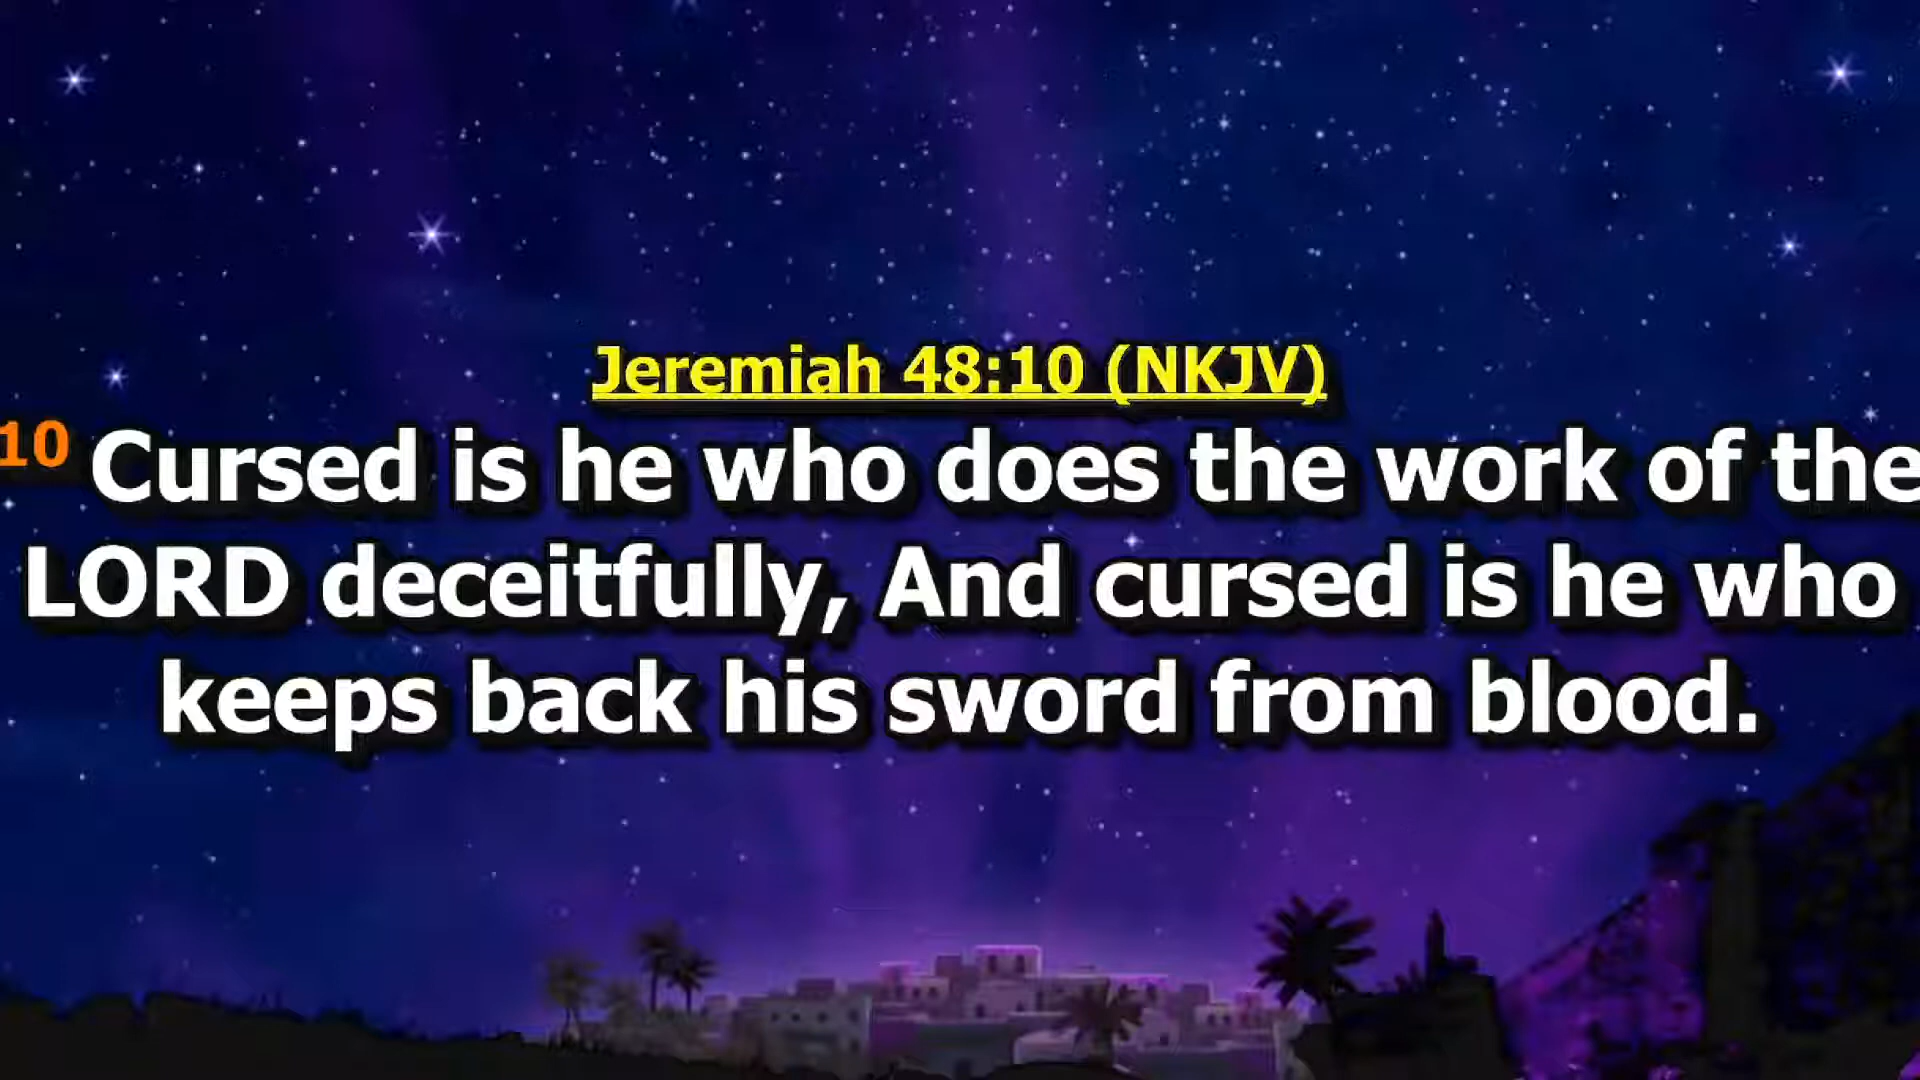 Jeremiah 48:10 (NKJV)
10 Cursed is he who does the work of the
LORD deceitfully, And cursed is he who
keeps back his sword from blood.